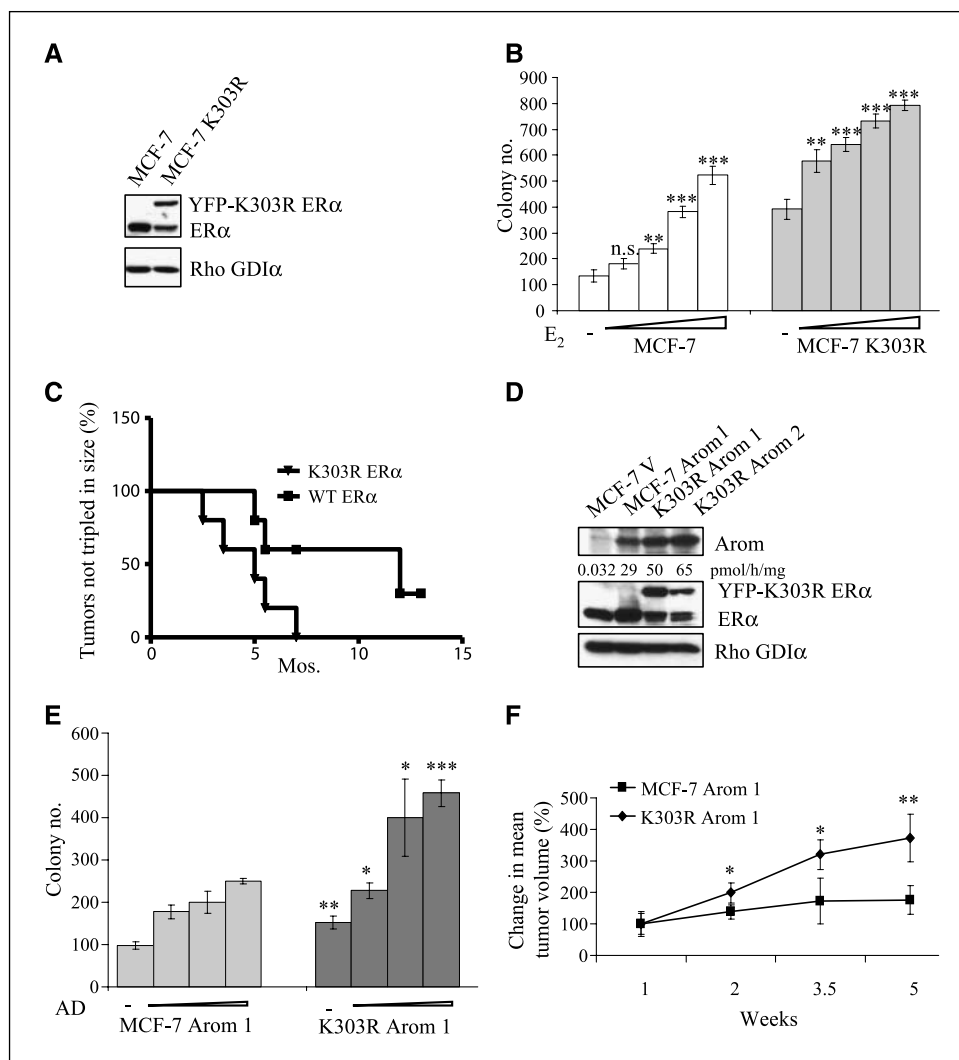 A
MCF-7
MCF-7 K303R
YFP-K303R ERα
ERα
Rho GDIα
B
Colony no.
900
800
700
600
500
400
300
200
100
0
n.s.
**
***
***
**
***
***
***
E2
-
MCF-7
-
MCF-7 K303R
C
Tumors not tripled in size (%)
150
100
50
0
K303R ERα
WT ERα
0
5
10
15
Mos.
D
MCF-7 V
MCF-7 Arom1
K303R Arom 1
K303R Arom 2
Arom
0.032 29 50 65 pmol/h/mg
YFP-K303R ERα
ERα
Rho GDIα
E
Colony no.
600
500
400
300
200
100
0
**
*
*
***
AD
-
MCF-7 Arom 1
-
K303R Arom 1
F
Change in mean
tumor volume (%)
500
400
300
200
100
0
MCF-7 Arom 1
K303R Arom 1
*
*
**
1
2
3.5
5
Weeks